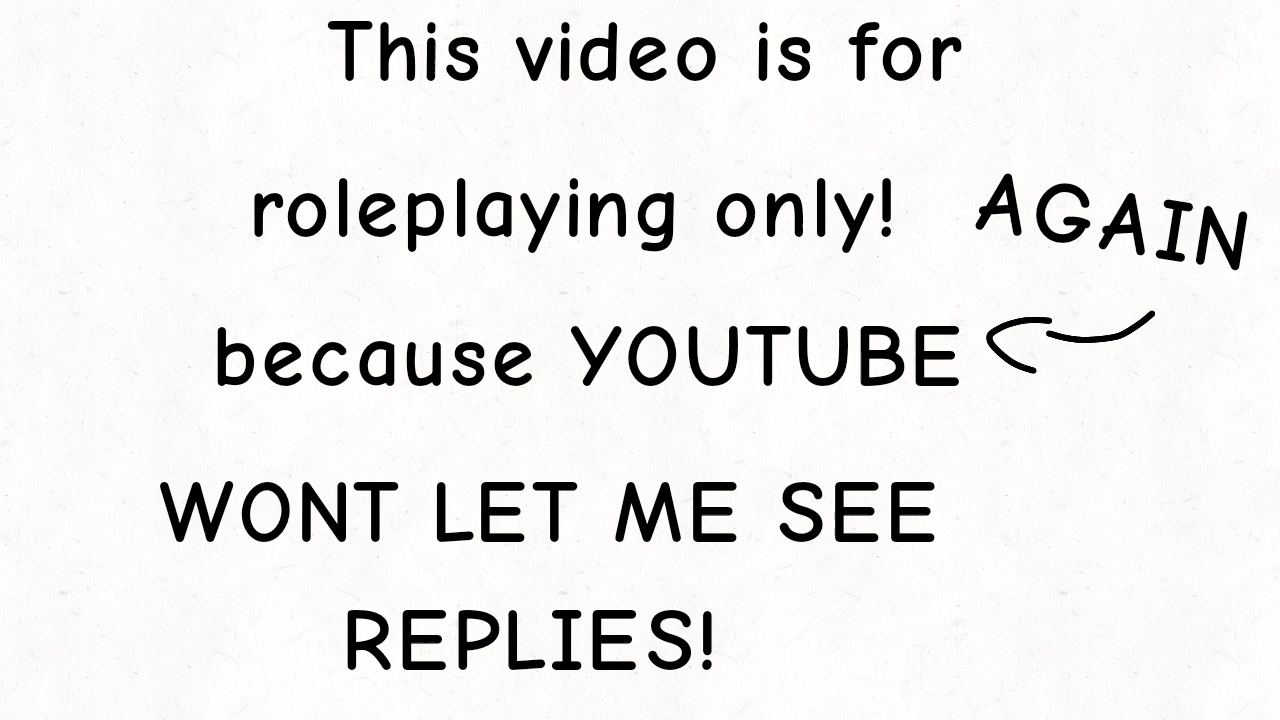 This video is for
roleplaying only! AGAIN
because YOUTUBE
WONT LET ME SEE
REPLIES!